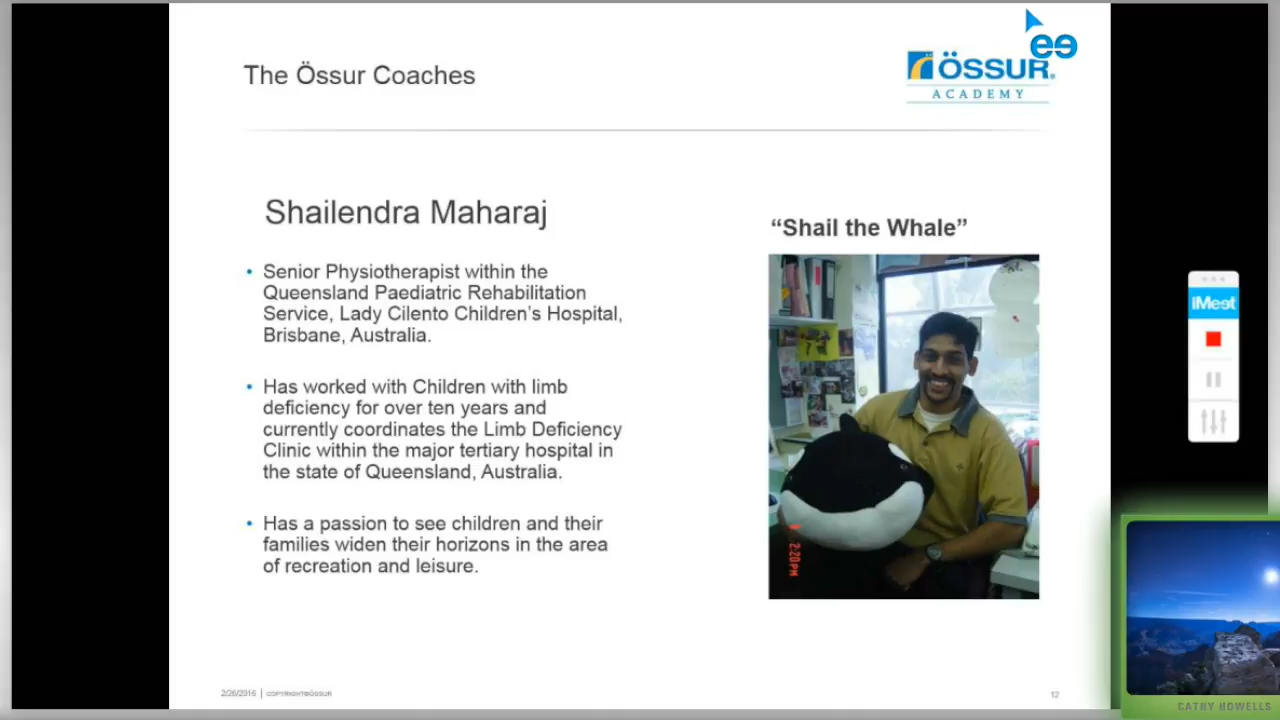 The Össur Coaches
ee
ÖSSUR®
ACADEMY
Shailendra Maharaj
“Shail the Whale”
• Senior Physiotherapist within the
Queensland Paediatric Rehabilitation
Service, Lady Cilento Children’s Hospital,
Brisbane, Australia.
• Has worked with Children with limb
deficiency for over ten years and
currently coordinates the Limb Deficiency
Clinic within the major tertiary hospital in
the state of Queensland, Australia.
• Has a passion to see children and their
families widen their horizons in the area
of recreation and leisure.
2:20PM
iMeet
2/26/2016 | COPYRIGHT©ÖSSUR
12
CATHY HOWELLS